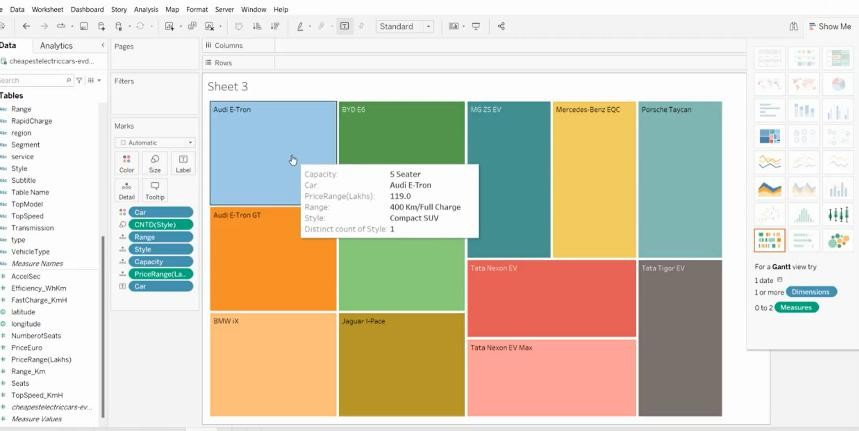 e Data Worksheet Dashboard Story Analysis Map Format Server Window Help
Standard
Show Me
Data Analytics
cheapestelectriccars-evd...
earch
Tables
Range
RapidCharge
region
Segment
service
Style
Subtitle
Table Name
TopModel
TopSpeed
Transmission
type
VehicleType
Measure Names
AccelSec
Efficiency_WhKm
FastCharge_KmH
latitude
longitude
NumberofSeats
PriceEuro
PriceRange(Lakhs)
Range_Km
Seats
TopSpeed_KmH
cheapestelectriccars-ev...
Measure Values
Pages
Filters
Marks
Automatic
Color Size Label
Detail Tooltip
Car
CNTD(Style)
Range
Style
Capacity
PriceRange(La..
Car
Columns
Rows
Sheet 3
Audi E-Tron
BYD E6
MG ZS EV
Mercedes-Benz EQC
Porsche Taycan
Capacity: 5 Seater
Car: Audi E-Tron
PriceRange(Lakhs): 119.0
Range: 400 Km/Full Charge
Style: Compact SUV
Distinct count of Style: 1
Audi E-Tron GT
Tata Nexon EV
Tata Tigor EV
BMW iX
Jaguar I-Pace
Tata Nexon EV Max
For a Gantt view try
1 date
1 or more Dimensions
0 to 2 Measures